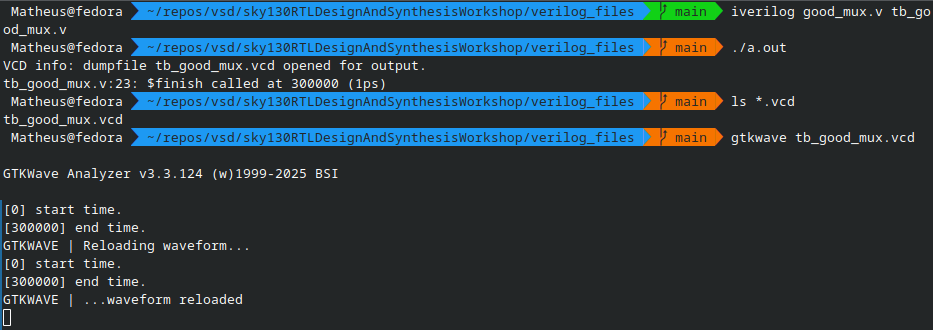 Matheus@fedora ~/repos/vsd/sky130RTLDesignAndSynthesisWorkshop/verilog_files main iverilog good_mux.v tb_go
od_mux.v
Matheus@fedora ~/repos/vsd/sky130RTLDesignAndSynthesisWorkshop/verilog_files main ./a.out
VCD info: dumpfile tb_good_mux.vcd opened for output.
tb_good_mux.v:23: $finish called at 300000 (1ps)
Matheus@fedora ~/repos/vsd/sky130RTLDesignAndSynthesisWorkshop/verilog_files main ls *.vcd
tb_good_mux.vcd
Matheus@fedora ~/repos/vsd/sky130RTLDesignAndSynthesisWorkshop/verilog_files main gtkwave tb_good_mux.vcd
GTKWave Analyzer v3.3.124 (w)1999-2025 BSI
[0] start time.
[300000] end time.
GTKWAVE | Reloading waveform...
[0] start time.
[300000] end time.
GTKWAVE | ...waveform reloaded